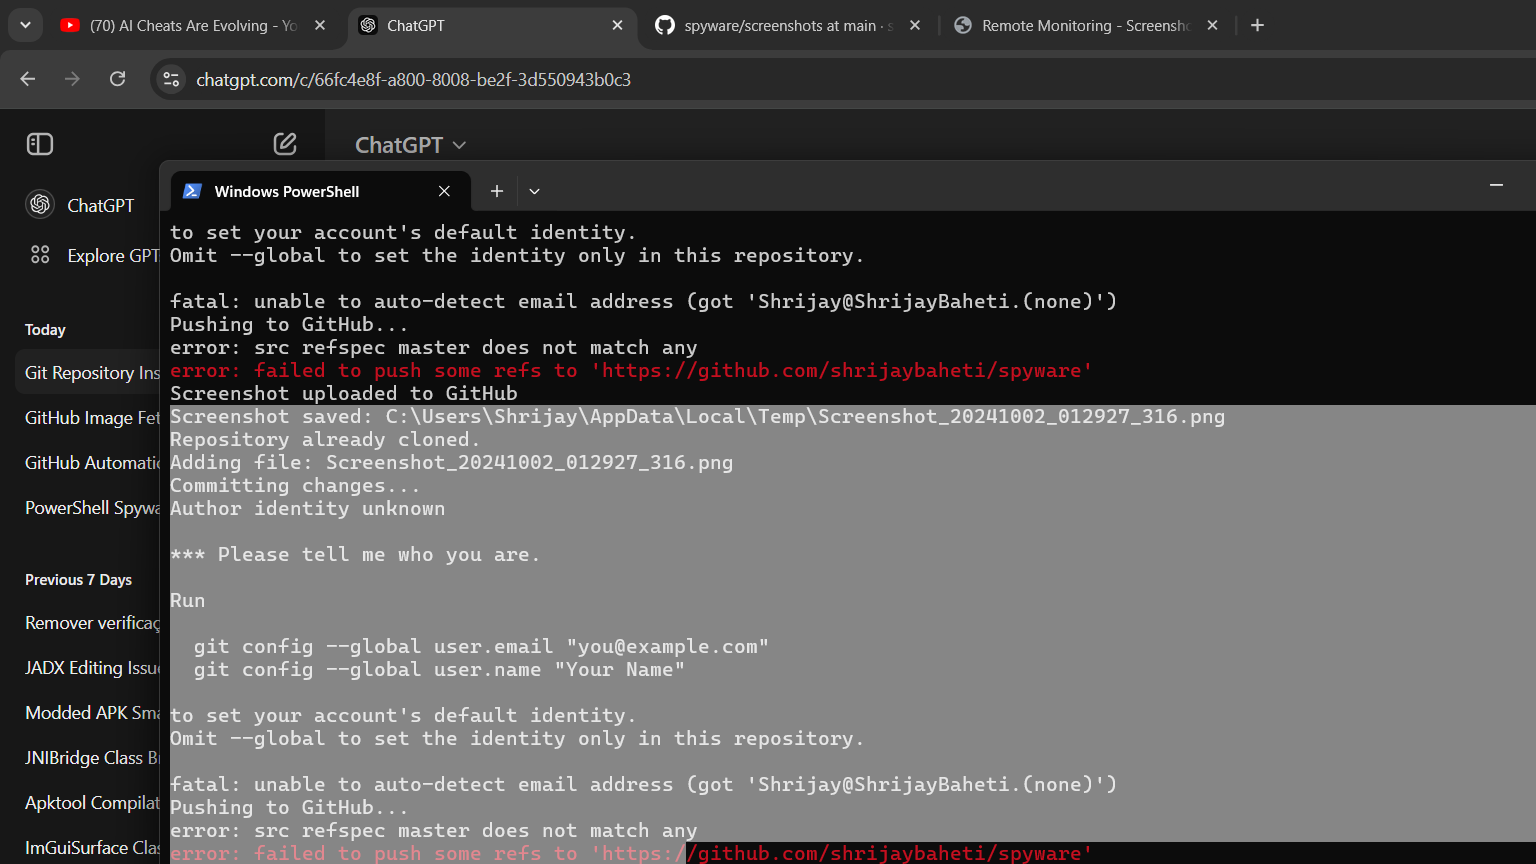 (70) AI Cheats Are Evolving - Yo
ChatGPT
spyware/screenshots at main · s
Remote Monitoring - Screensho
chatgpt.com/c/66fc4e8f-a800-8008-be2f-3d550943b0c3
ChatGPT
ChatGPT
Explore GPT
Today
Git Repository Ins
GitHub Image Fet
GitHub Automatic
PowerShell Spywa
Previous 7 Days
Remover verificaç
JADX Editing Issue
Modded APK Sma
JNIBridge Class B
Apktool Compilat
ImGuiSurface Clas
Windows PowerShell
to set your account's default identity.
Omit --global to set the identity only in this repository.
fatal: unable to auto-detect email address (got 'Shrijay@ShrijayBaheti.(none)')
Pushing to GitHub...
error: src refspec master does not match any
error: failed to push some refs to 'https://github.com/shrijaybaheti/spyware'
Screenshot uploaded to GitHub
Screenshot saved: C:\Users\Shrijay\AppData\Local\Temp\Screenshot_20241002_012927_316.png
Repository already cloned.
Adding file: Screenshot_20241002_012927_316.png
Committing changes...
Author identity unknown
*** Please tell me who you are.
Run
git config --global user.email "you@example.com"
git config --global user.name "Your Name"
to set your account's default identity.
Omit --global to set the identity only in this repository.
fatal: unable to auto-detect email address (got 'Shrijay@ShrijayBaheti.(none)')
Pushing to GitHub...
error: src refspec master does not match any
error: failed to push some refs to 'https://github.com/shrijaybaheti/spyware'